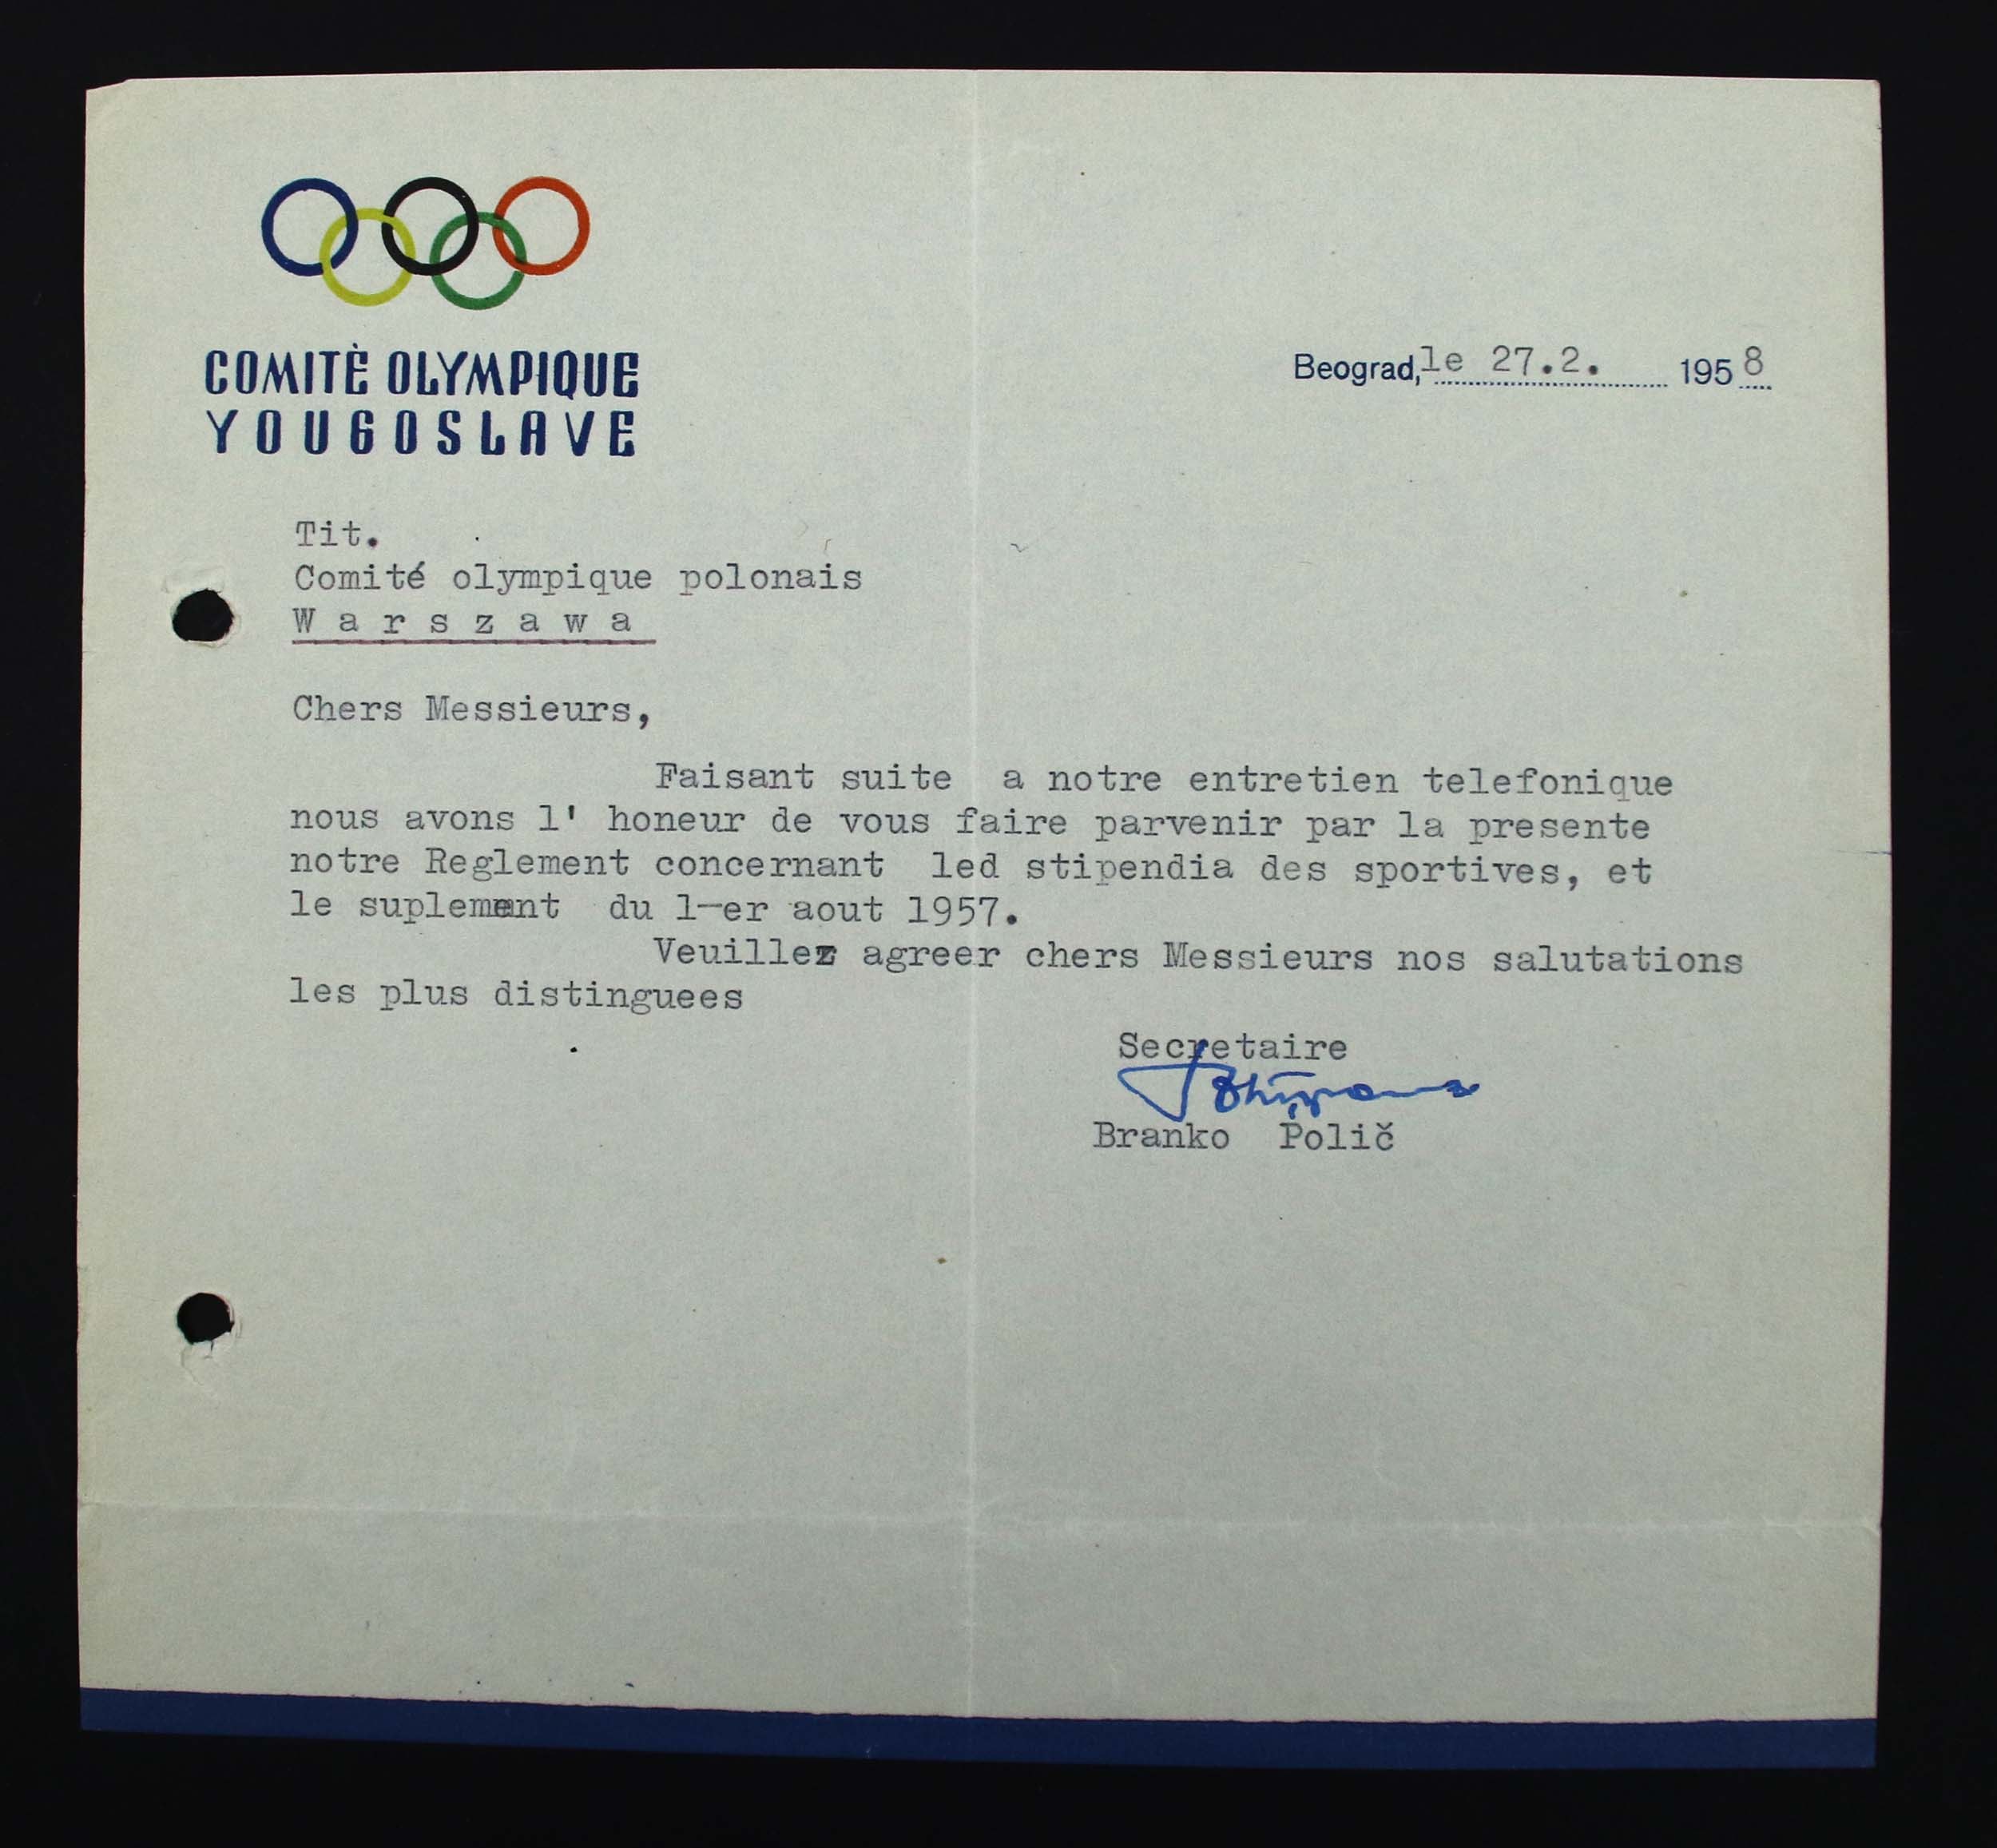 COMITÈ OLYMPIQUE
YOUGOSLAVE
Beograd, le 27.2. 1958
Tit.
Comité olympique polonais
W a r s z a w a
Chers Messieurs,
Faisant suite a notre entretien telefonique
nous avons l' honeur de vous faire parvenir par la presente
notre Reglement concernant led stipendia des sportives, et
le suplement du 1-er aout 1957.
Veuillez agreer chers Messieurs nos salutations
les plus distinguees
Secretaire
Branko Polič